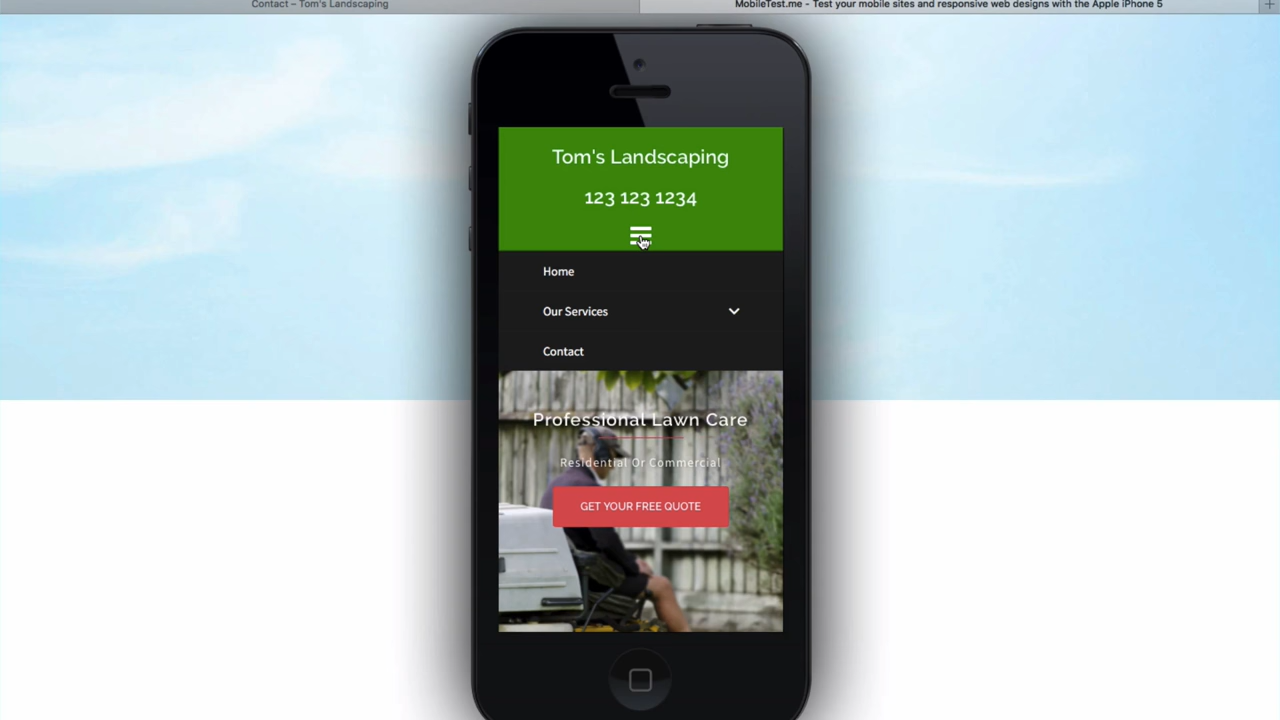 Contact – Tom's Landscaping
MobileTest.me - Test your mobile sites and responsive web designs with the Apple iPhone 5
Tom's Landscaping
123 123 1234
Home
Our Services
Contact
Professional Lawn Care
Residential Or Commercial
GET YOUR FREE QUOTE